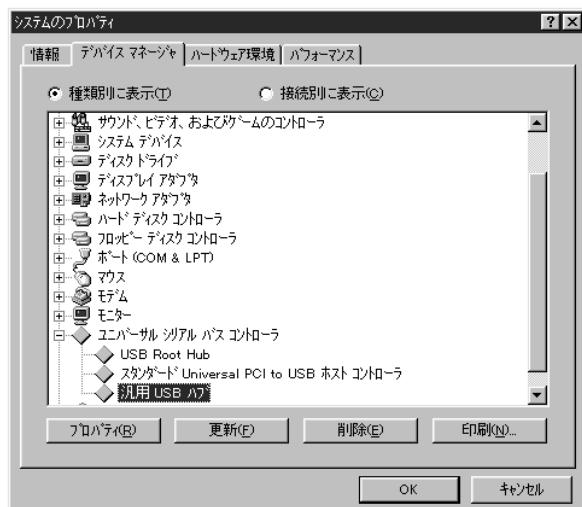 システムのプロパティ
情報 デバイス マネージャ ハードウェア環境 パフォーマンス
種類別に表示(T) 接続別に表示(C)
サウンド、ビデオ、およびゲームのコントローラ
システム デバイス
ディスク ドライブ
ディスプレイ アダプタ
ネットワーク アダプタ
ハード ディスク コントローラ
フロッピー ディスク コントローラ
ポート (COM & LPT)
マウス
モデム
モニター
ユニバーサル シリアル バス コントローラ
USB Root Hub
スタンダード Universal PCI to USB ホスト コントローラ
汎用 USB ハブ
プロパティ(R) 更新(F) 削除(E) 印刷(N)...
OK キャンセル